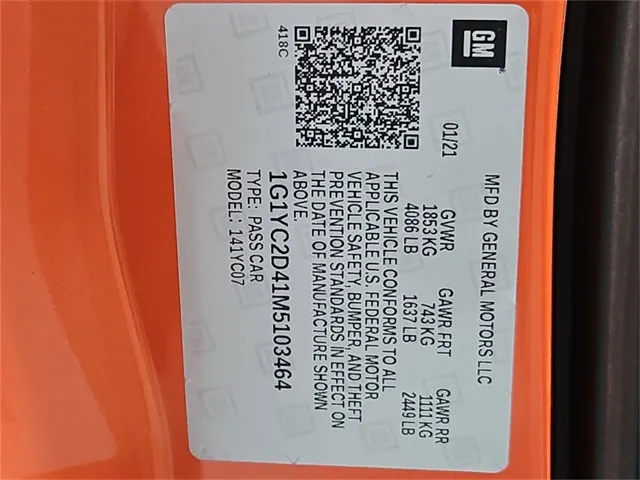 GM
MFD BY GENERAL MOTORS LLC
01/21
GVWR GAWR FRT GAWR RR
1853 KG 743 KG 1111 KG
4086 LB 1637 LB 2449 LB
THIS VEHICLE CONFORMS TO ALL
APPLICABLE U.S. FEDERAL MOTOR
VEHICLE SAFETY, BUMPER, AND THEFT
PREVENTION STANDARDS IN EFFECT ON
THE DATE OF MANUFACTURE SHOWN
ABOVE.
418C
1G1YC2D41M5103464
TYPE: PASS CAR
MODEL: 141YC07